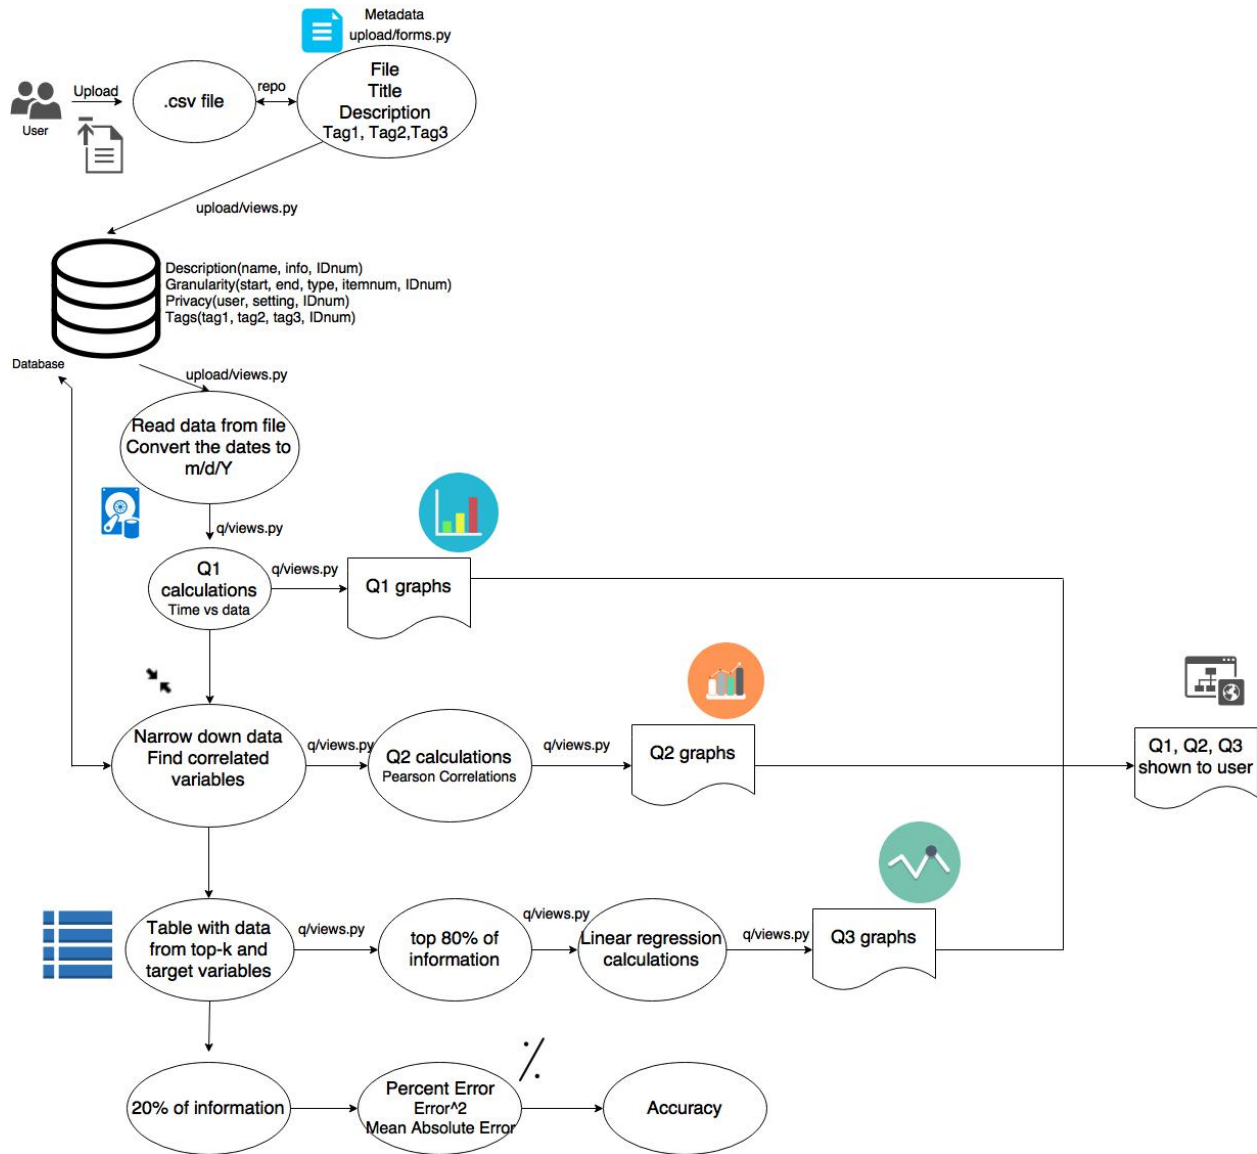 Metadata
upload/forms.py
File
Title
Description
Tag1, Tag2,Tag3
Upload
.csv file
repo
User
upload/views.py
Description(name, info, IDnum)
Granularity(start, end, type, itemnum, IDnum)
Privacy(user, setting, IDnum)
Tags(tag1, tag2, tag3, IDnum)
Database
upload/views.py
Read data from file
Convert the dates to
m/d/Y
q/views.py
Q1
calculations
Time vs data
q/views.py
Q1 graphs
Narrow down data
Find correlated
variables
q/views.py
Q2 calculations
Pearson Correlations
q/views.py
Q2 graphs
Q1, Q2, Q3
shown to user
Table with data
from top-k and
target variables
q/views.py
top 80% of
information
q/views.py
Linear regression
calculations
q/views.py
Q3 graphs
20% of information
Percent Error
Error^2
Mean Absolute Error
Accuracy